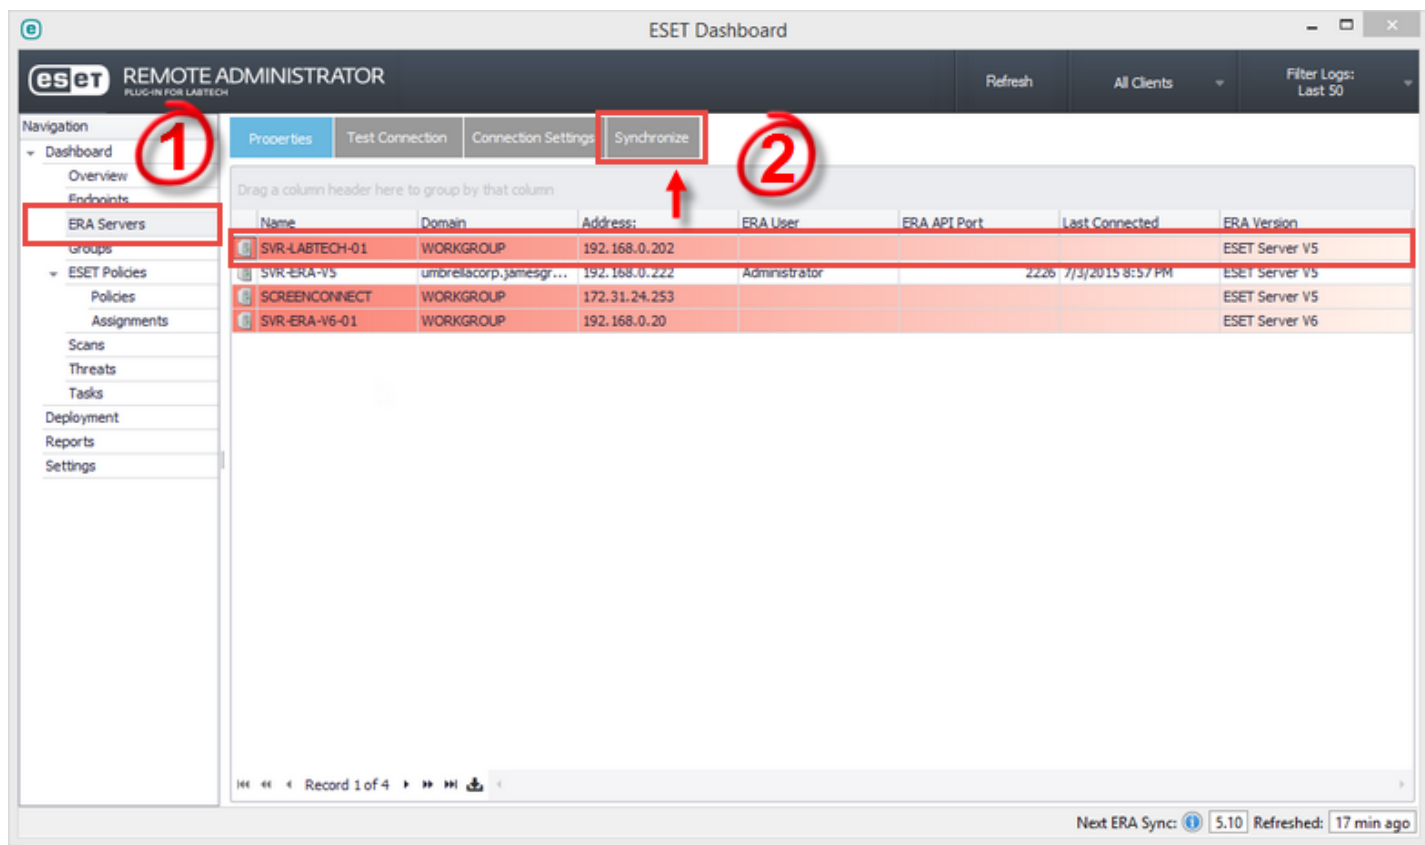 ESET Dashboard
eset REMOTE ADMINISTRATOR
PLUG-IN FOR LABTECH
Refresh
All Clients
Filter Logs:
Last 50
Navigation
Dashboard
Overview
Endpoints
ERA Servers
Groups
ESET Policies
Policies
Assignments
Scans
Threats
Tasks
Deployment
Reports
Settings
1
Properties Test Connection Connection Settings Synchronize
2
Drag a column header here to group by that column
Name Domain Address: ERA User ERA API Port Last Connected ERA Version
SVR-LABTECH-01 WORKGROUP 192.168.0.202 ESET Server V5
SVR-ERA-V5 umbrellacorp.jamesgr... 192.168.0.222 Administrator 2226 7/3/2015 8:57 PM ESET Server V5
SCREENCONNECT WORKGROUP 172.31.24.253 ESET Server V5
SVR-ERA-V6-01 WORKGROUP 192.168.0.20 ESET Server V6
Record 1 of 4
Next ERA Sync: 5.10 Refreshed: 17 min ago